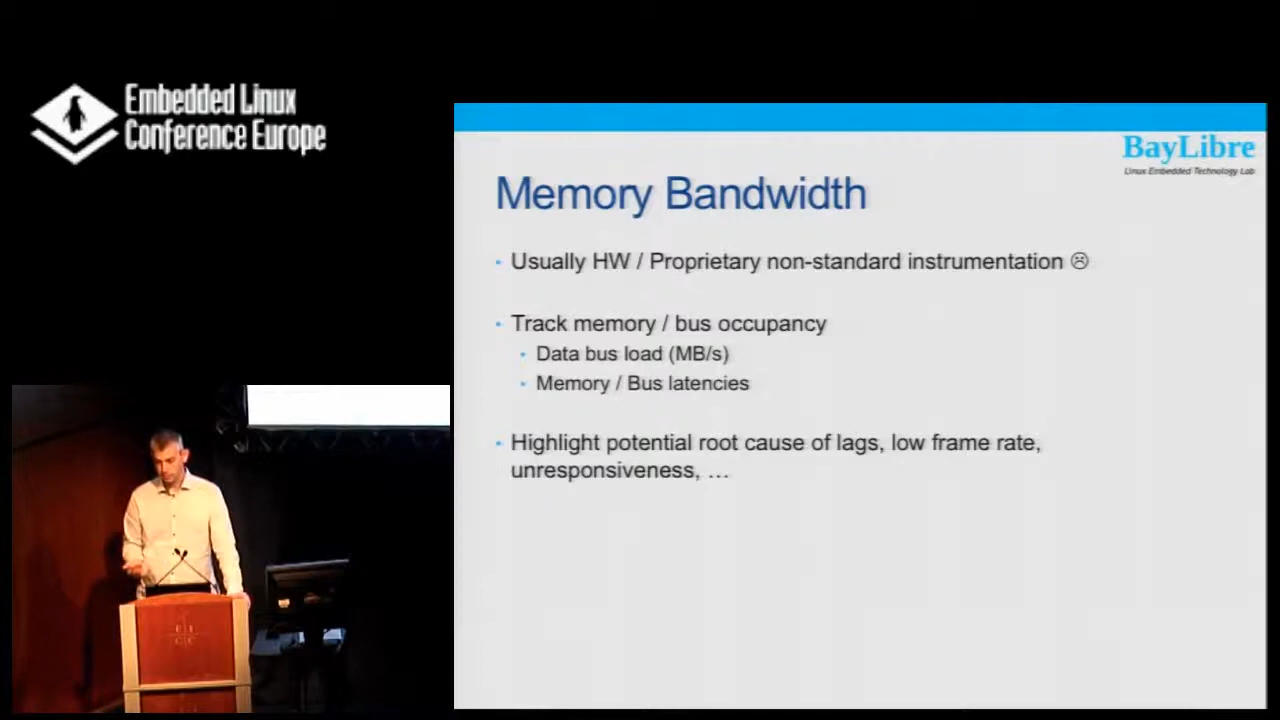 Embedded Linux
Conference Europe
BayLibre
Linux Embedded Technology Lab
Memory Bandwidth
Usually HW / Proprietary non-standard instrumentation ☹
Track memory / bus occupancy
Data bus load (MB/s)
Memory / Bus latencies
Highlight potential root cause of lags, low frame rate,
unresponsiveness, …
E I
C C